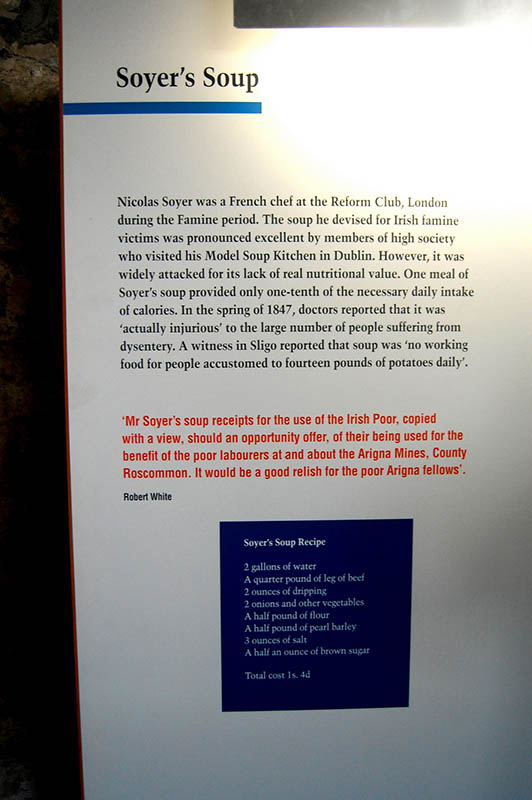 Soyer's Soup
Nicolas Soyer was a French chef at the Reform Club, London
during the Famine period. The soup he devised for Irish famine
victims was pronounced excellent by members of high society
who visited his Model Soup Kitchen in Dublin. However, it was
widely attacked for its lack of real nutritional value. One meal of
Soyer's soup provided only one-tenth of the necessary daily intake
of calories. In the spring of 1847, doctors reported that it was
'actually injurious' to the large number of people suffering from
dysentery. A witness in Sligo reported that soup was 'no working
food for people accustomed to fourteen pounds of potatoes daily'.
'Mr Soyer's soup receipts for the use of the Irish Poor, copied
with a view, should an opportunity offer, of their being used for the
benefit of the poor labourers at and about the Arigna Mines, County
Roscommon. It would be a good relish for the poor Arigna fellows'.
Robert White
Soyer's Soup Recipe
2 gallons of water
A quarter pound of leg of beef
2 ounces of dripping
2 onions and other vegetables
A half pound of flour
A half pound of pearl barley
3 ounces of salt
A half an ounce of brown sugar
Total cost 1s. 4d